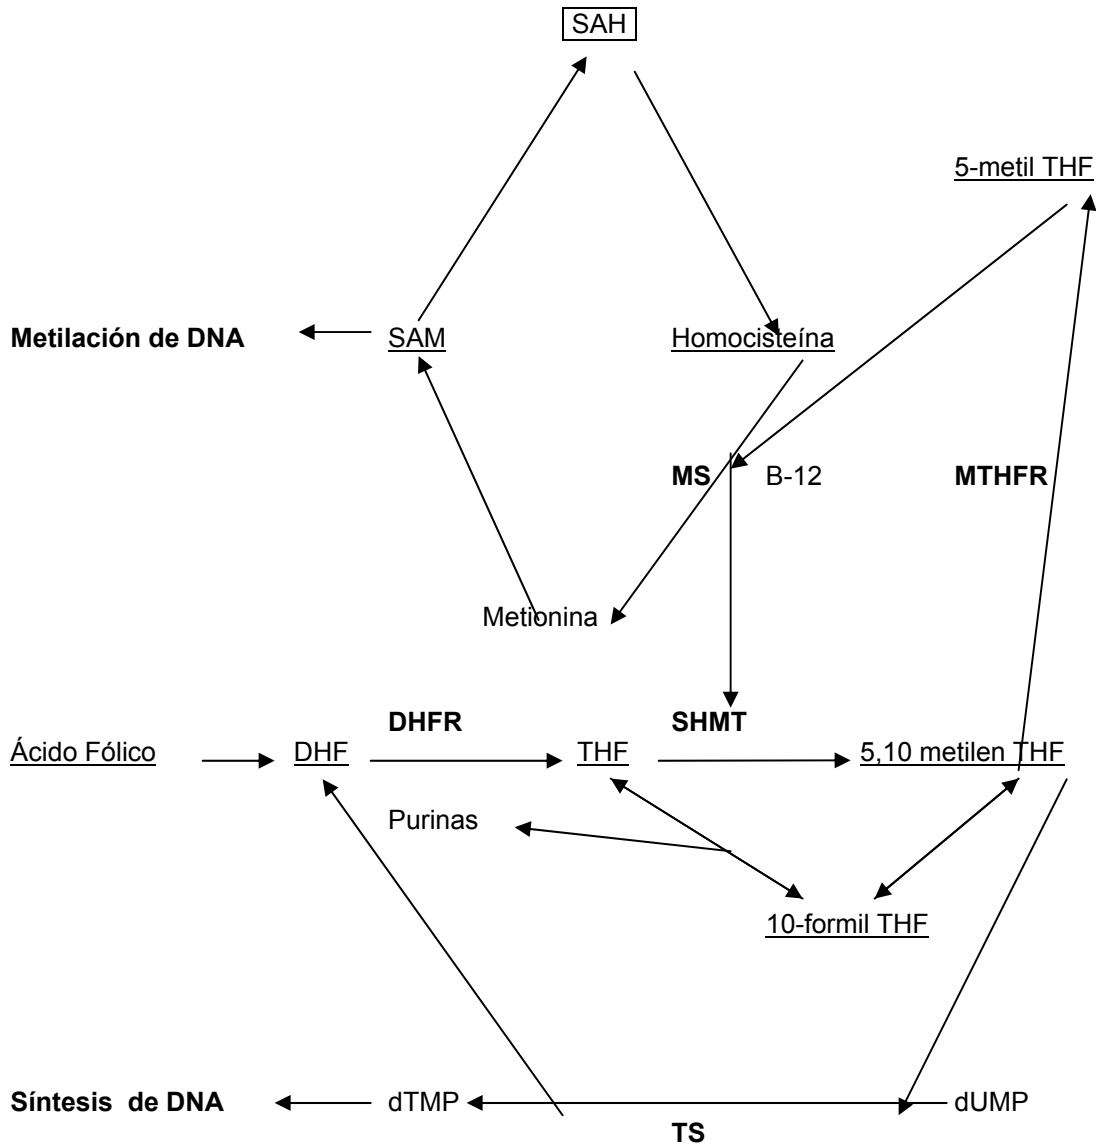 SAH
5-metil THF
Metilación de DNA
SAM
Homocisteína
MS
B-12
MTHFR
Metionina
DHFR
SHMT
Ácido Fólico
DHF
THF
5,10 metilen THF
Purinas
10-formil THF
Síntesis de DNA
dTMP
dUMP
TS